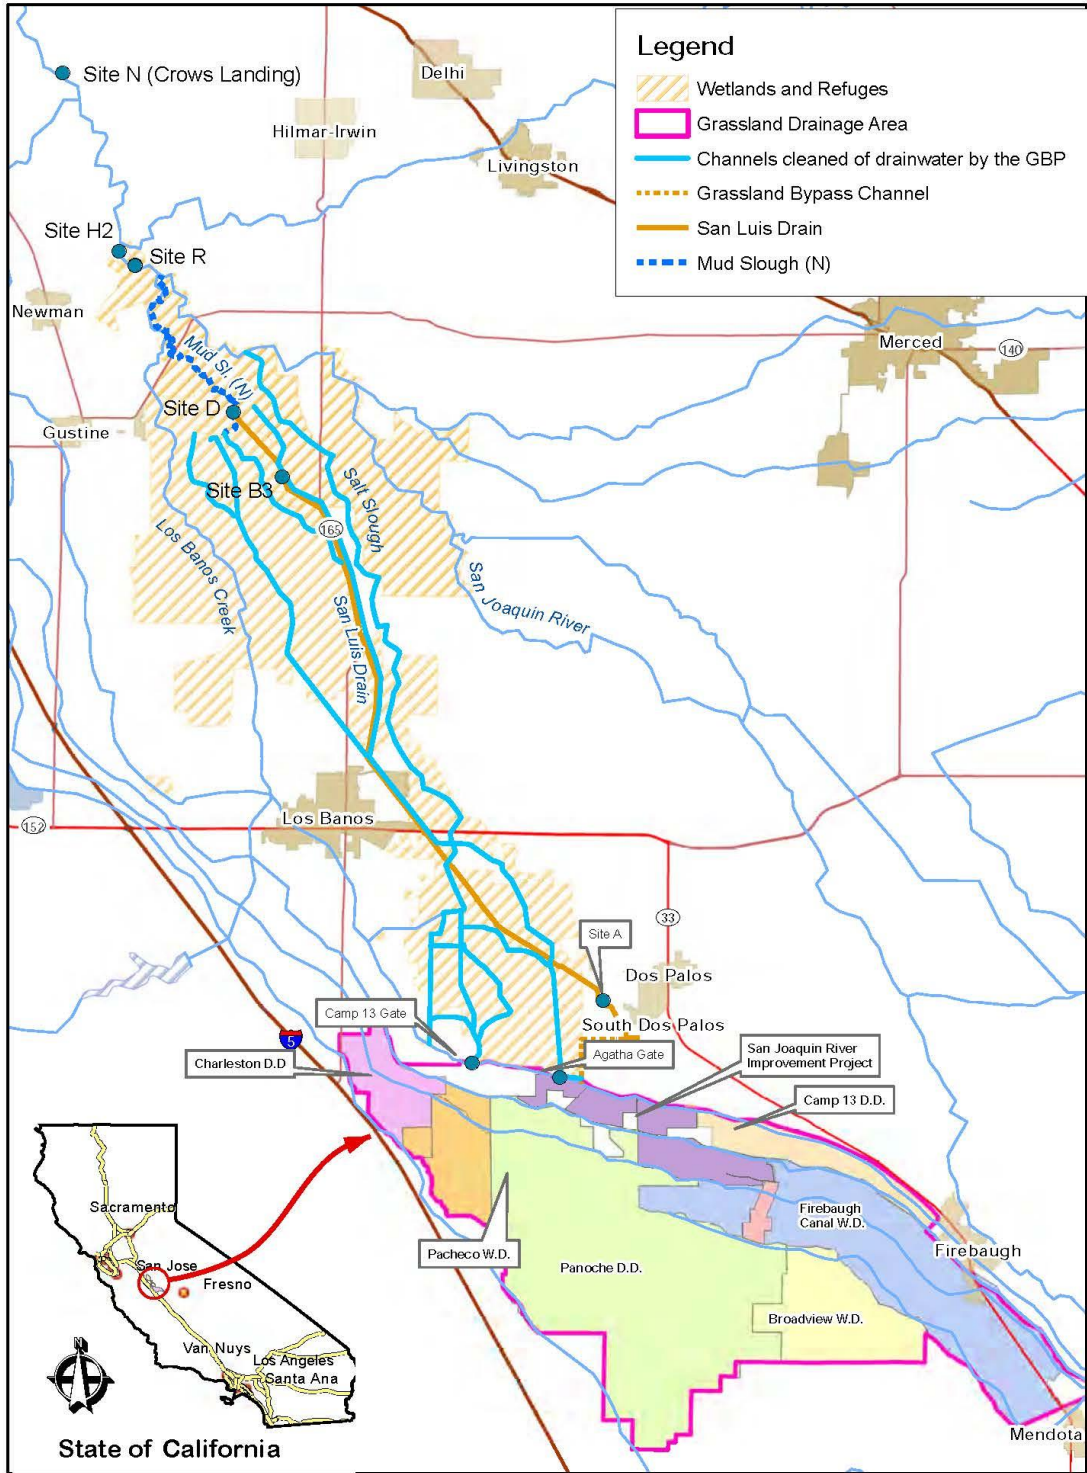 Legend
Wetlands and Refuges
Grassland Drainage Area
Channels cleaned of drainwater by the GBP
Grassland Bypass Channel
San Luis Drain
Mud Slough (N)
Site N (Crows Landing)
Delhi
Hilmar-Irwin
Livingston
Site H2
Site R
Newman
Merced
140
Mud Sl. (N)
Site D
Gustine
Site B3
Salt Slough
165
Los Banos Creek
San Joaquin River
San Luis Drain
Los Banos
152
33
Site A
Dos Palos
South Dos Palos
Camp 13 Gate
5
Agatha Gate
San Joaquin River
Improvement Project
Charleston D.D
Camp 13 D.D.
Firebaugh
Canal W.D.
Firebaugh
Pacheco W.D.
Panoche D.D.
Broadview W.D.
Mendota
Sacramento
San Jose
Fresno
Van Nuys
Los Angeles
Santa Ana
N
State of California